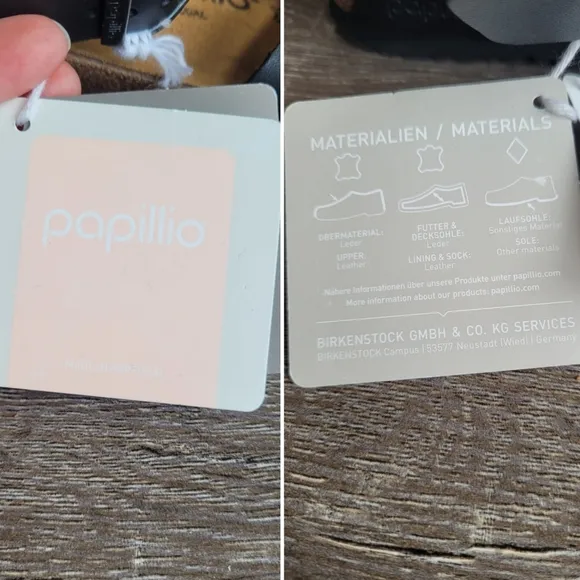 papillio
MATERIALIEN / MATERIALS
OBERMATERIAL:
Leder
UPPER:
Leather
FUTTER &
DECKSOHLE:
Leder
LINING & SOCK:
Leather
LAUFSOHLE:
Sonstiges Material
SOLE:
Other materials
Nähere Informationen über unsere Produkte unter papillio.com
More information about our products: papillio.com
BIRKENSTOCK GMBH & CO. KG SERVICES
BIRKENSTOCK Campus | 53577 Neustadt (Wied) | Germany